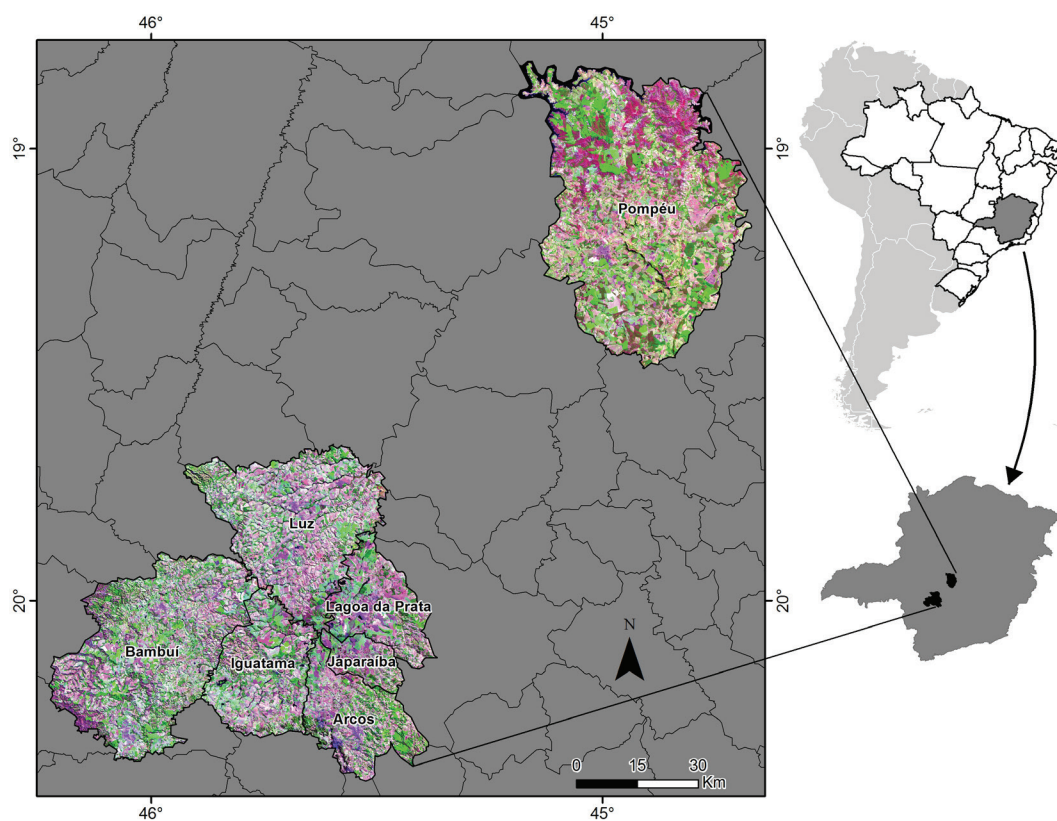 46°
45°
19°
19°
Pompéu
Luz
Lagoa da Prata
20°
20°
Bambuí
Iguatama
Japaraíba
N
Arcos
0
15
30
Km
46°
45°